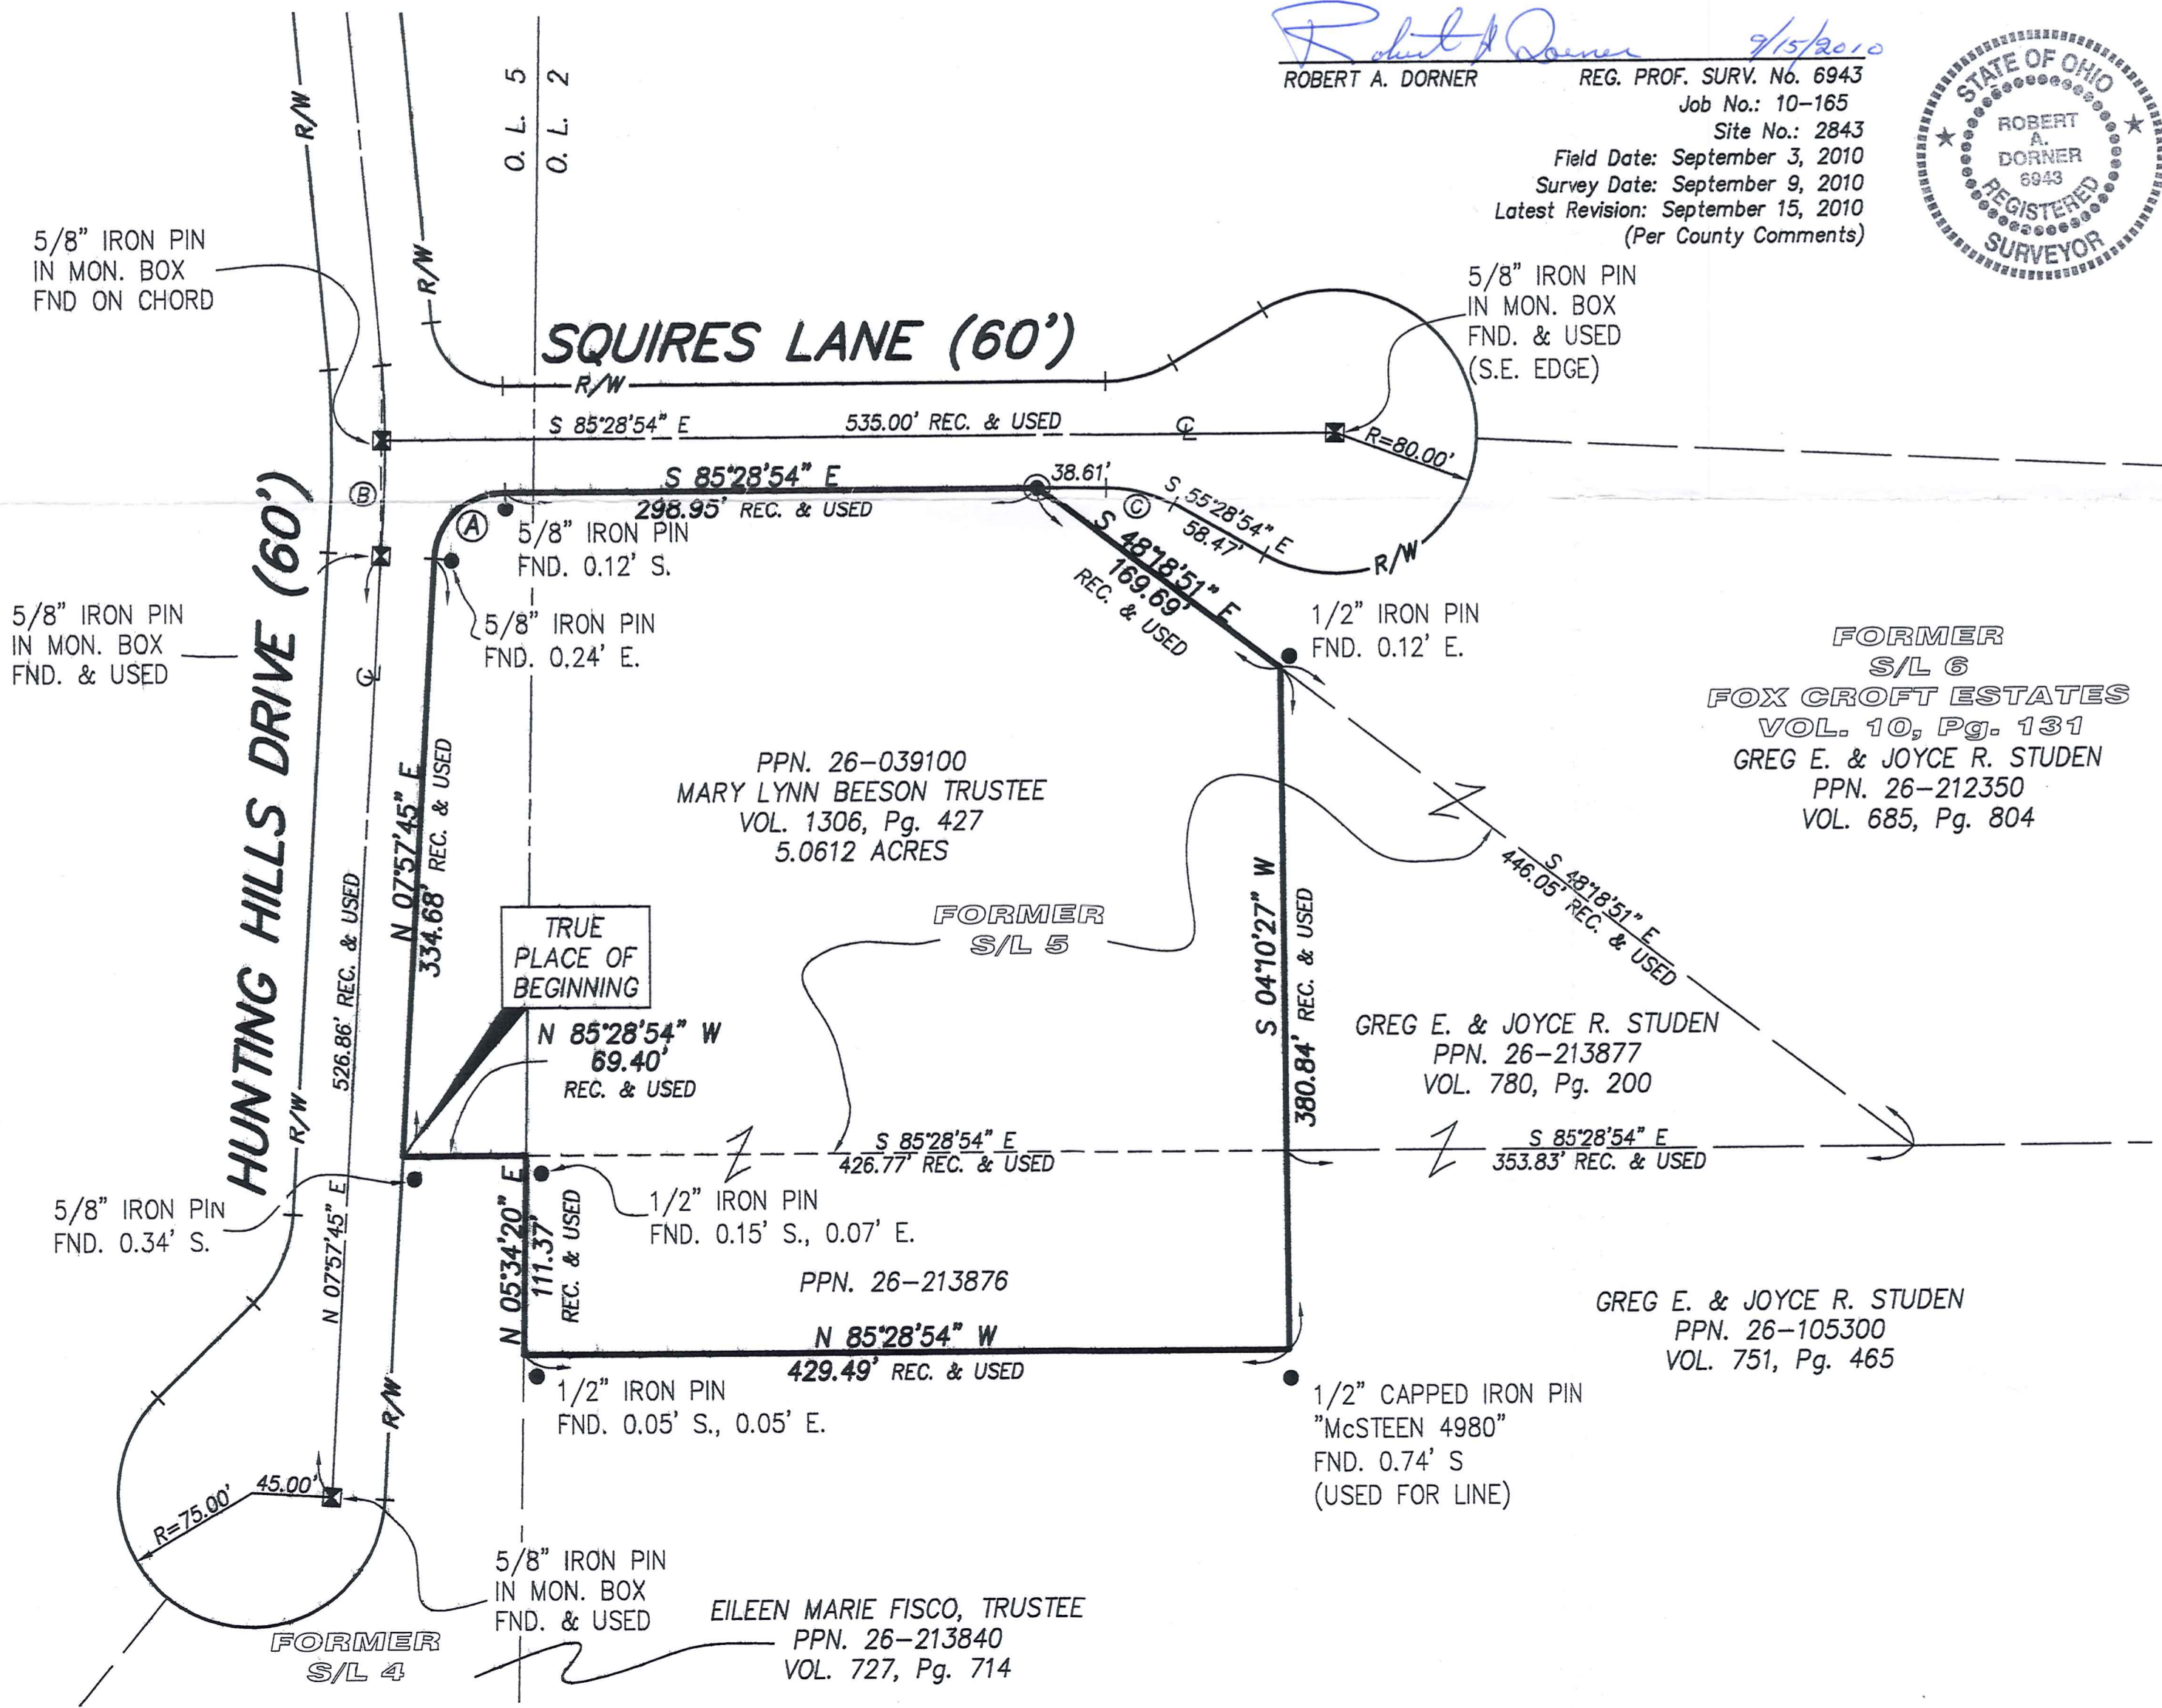 Robert A Dorner 9/15/2010
ROBERT A. DORNER REG. PROF. SURV. No. 6943
Job No.: 10-165
Site No.: 2843
Field Date: September 3, 2010
Survey Date: September 9, 2010
Latest Revision: September 15, 2010
(Per County Comments)
STATE OF OHIO
ROBERT
A.
DORNER
6943
REGISTERED
SURVEYOR
R/W
O. L. 5
O. L. 2
R/W
5/8" IRON PIN
IN MON. BOX
FND ON CHORD
5/8" IRON PIN
IN MON. BOX
FND. & USED
(S.E. EDGE)
SQUIRES LANE (60')
R/W
S 85°28'54" E 535.00' REC. & USED ℄
R=80.00'
S 85°28'54" E
298.95' REC. & USED
38.61'
Ⓑ
Ⓐ
Ⓒ
S 55°28'54" E
58.47'
R/W
S 48°18'51" E
169.69'
REC. & USED
5/8" IRON PIN
FND. 0.12' S.
5/8" IRON PIN
FND. 0.24' E.
5/8" IRON PIN
IN MON. BOX
FND. & USED
℄
1/2" IRON PIN
FND. 0.12' E.
FORMER
S/L 6
FOX CROFT ESTATES
VOL. 10, Pg. 131
GREG E. & JOYCE R. STUDEN
PPN. 26-212350
VOL. 685, Pg. 804
HUNTING HILLS DRIVE (60')
N 07°57'45" E
334.68' REC. & USED
PPN. 26-039100
MARY LYNN BEESON TRUSTEE
VOL. 1306, Pg. 427
5.0612 ACRES
FORMER
S/L 5
S 04°10'27" W
380.84' REC. & USED
S 48°18'51" E
446.05' REC. & USED
TRUE
PLACE OF
BEGINNING
N 85°28'54" W
69.40'
REC. & USED
526.86' REC. & USED
N 07°57'45" E
R/W
GREG E. & JOYCE R. STUDEN
PPN. 26-213877
VOL. 780, Pg. 200
S 85°28'54" E
426.77' REC. & USED
S 85°28'54" E
353.83' REC. & USED
5/8" IRON PIN
FND. 0.34' S.
N 05°34'20" E
111.37'
REC. & USED
1/2" IRON PIN
FND. 0.15' S., 0.07' E.
PPN. 26-213876
N 85°28'54" W
429.49' REC. & USED
GREG E. & JOYCE R. STUDEN
PPN. 26-105300
VOL. 751, Pg. 465
1/2" IRON PIN
FND. 0.05' S., 0.05' E.
1/2" CAPPED IRON PIN
"McSTEEN 4980"
FND. 0.74' S
(USED FOR LINE)
R/W
R=75.00'
45.00'
5/8" IRON PIN
IN MON. BOX
FND. & USED
FORMER
S/L 4
EILEEN MARIE FISCO, TRUSTEE
PPN. 26-213840
VOL. 727, Pg. 714